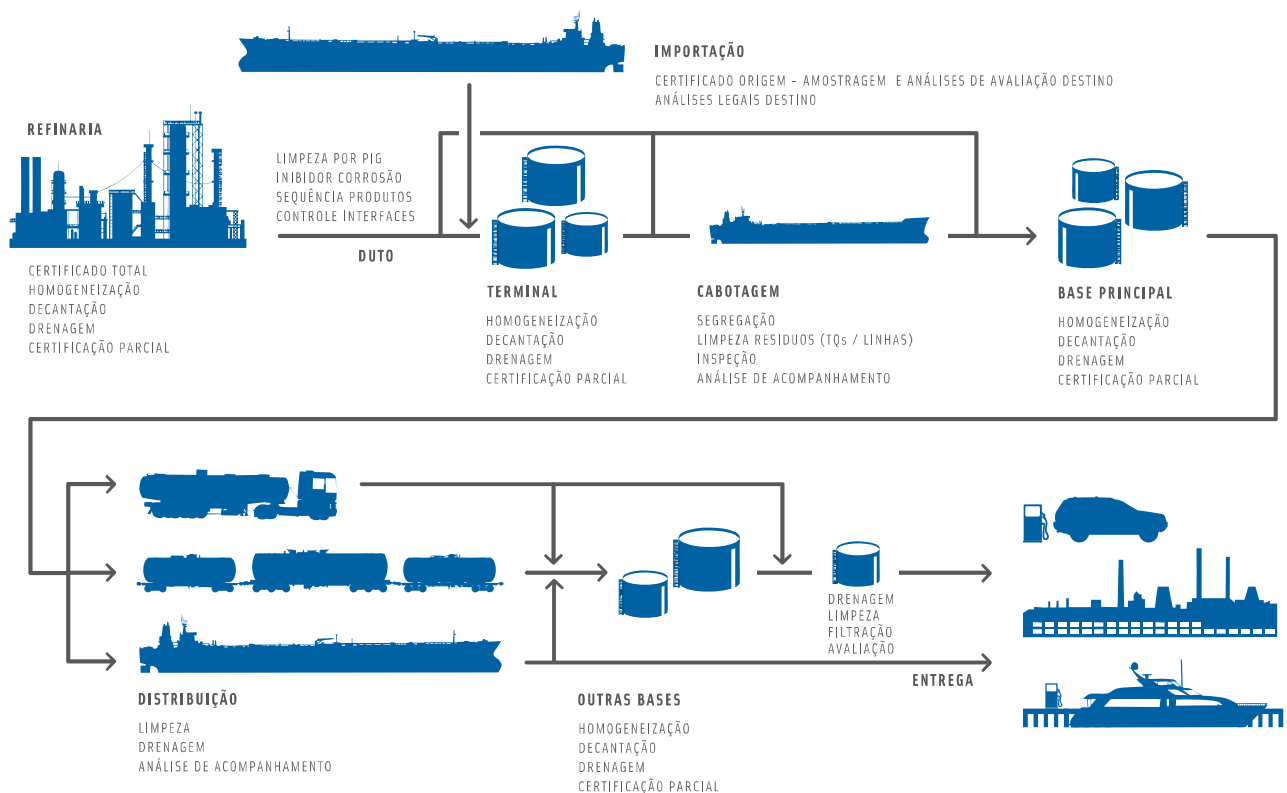 IMPORTAÇÃO
CERTIFICADO ORIGEM - AMOSTRAGEM E ANÁLISES DE AVALIAÇÃO DESTINO
ANÁLISES LEGAIS DESTINO
REFINARIA
LIMPEZA POR PIG
INIBIDOR CORROSÃO
SEQUÊNCIA PRODUTOS
CONTROLE INTERFACES
DUTO
CERTIFICADO TOTAL
HOMOGENEIZAÇÃO
DECANTAÇÃO
DRENAGEM
CERTIFICAÇÃO PARCIAL
TERMINAL
HOMOGENEIZAÇÃO
DECANTAÇÃO
DRENAGEM
CERTIFICAÇÃO PARCIAL
CABOTAGEM
SEGREGAÇÃO
LIMPEZA RESIDUOS (TQs / LINHAS)
INSPEÇÃO
ANÁLISE DE ACOMPANHAMENTO
BASE PRINCIPAL
HOMOGENEIZAÇÃO
DECANTAÇÃO
DRENAGEM
CERTIFICAÇÃO PARCIAL
DRENAGEM
LIMPEZA
FILTRAÇÃO
AVALIAÇÃO
ENTREGA
DISTRIBUIÇÃO
LIMPEZA
DRENAGEM
ANÁLISE DE ACOMPANHAMENTO
OUTRAS BASES
HOMOGENEIZAÇÃO
DECANTAÇÃO
DRENAGEM
CERTIFICAÇÃO PARCIAL